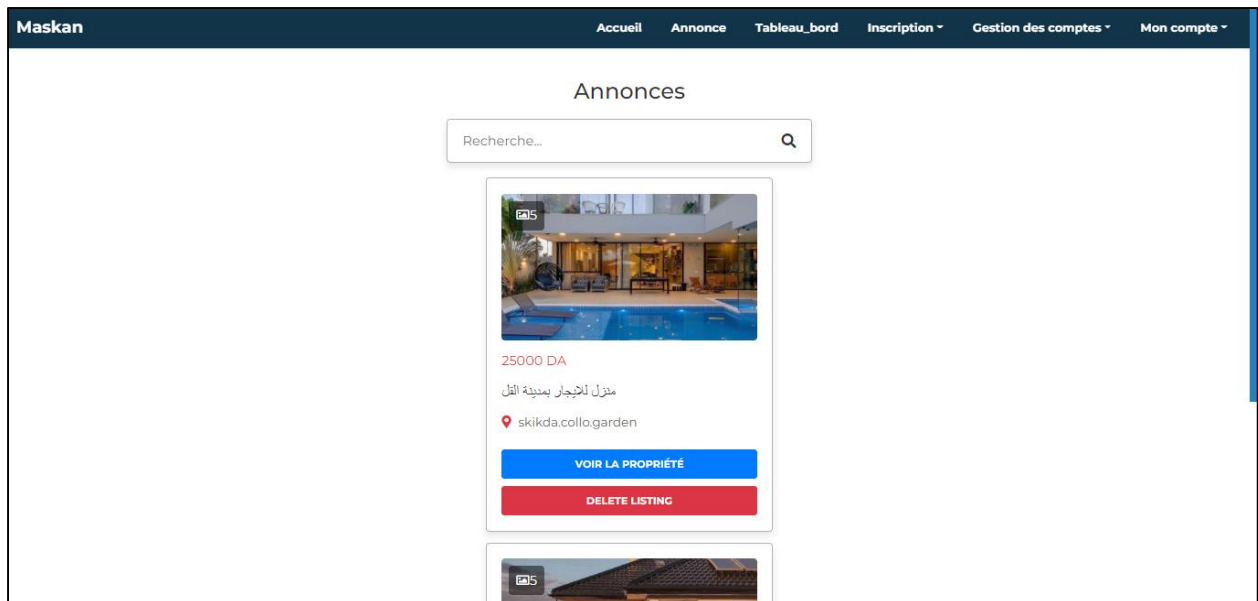 Maskan
Accueil Annonce Tableau_bord Inscription Gestion des comptes Mon compte
Annonces
Recherche...
5
25000 DA
منزل للايجار بمدينة القل
skikda.collo.garden
VOIR LA PROPRIÉTÉ
DELETE LISTING
5